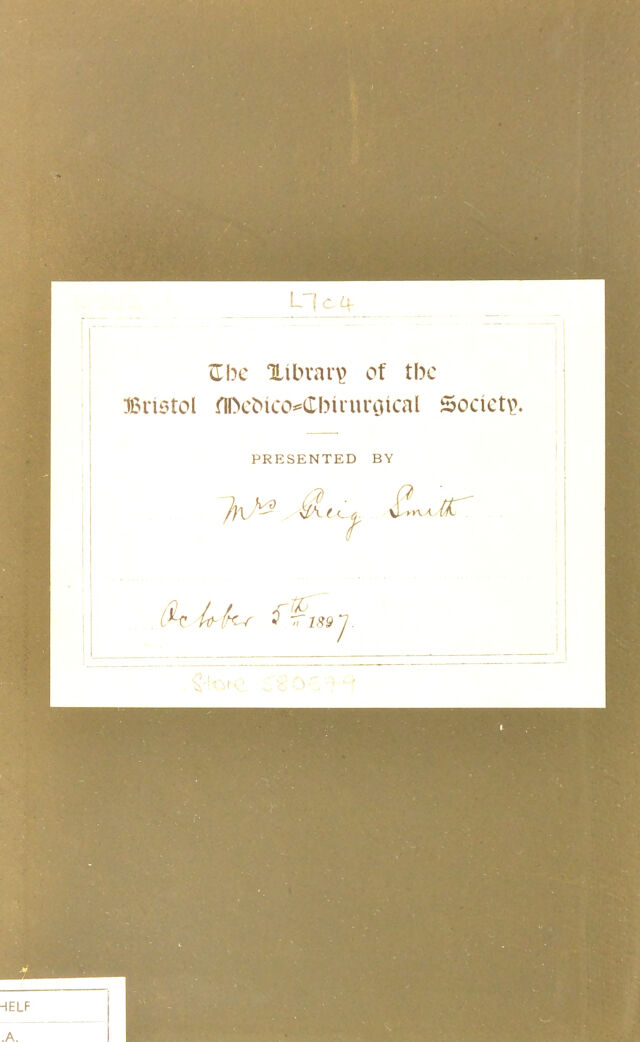 L7c4
The Library of the
Bristol Medico-Chirurgical Society.
PRESENTED BY
Mrs Greig Smith
October 5th 1897.
Store 580599
HELF
.A.